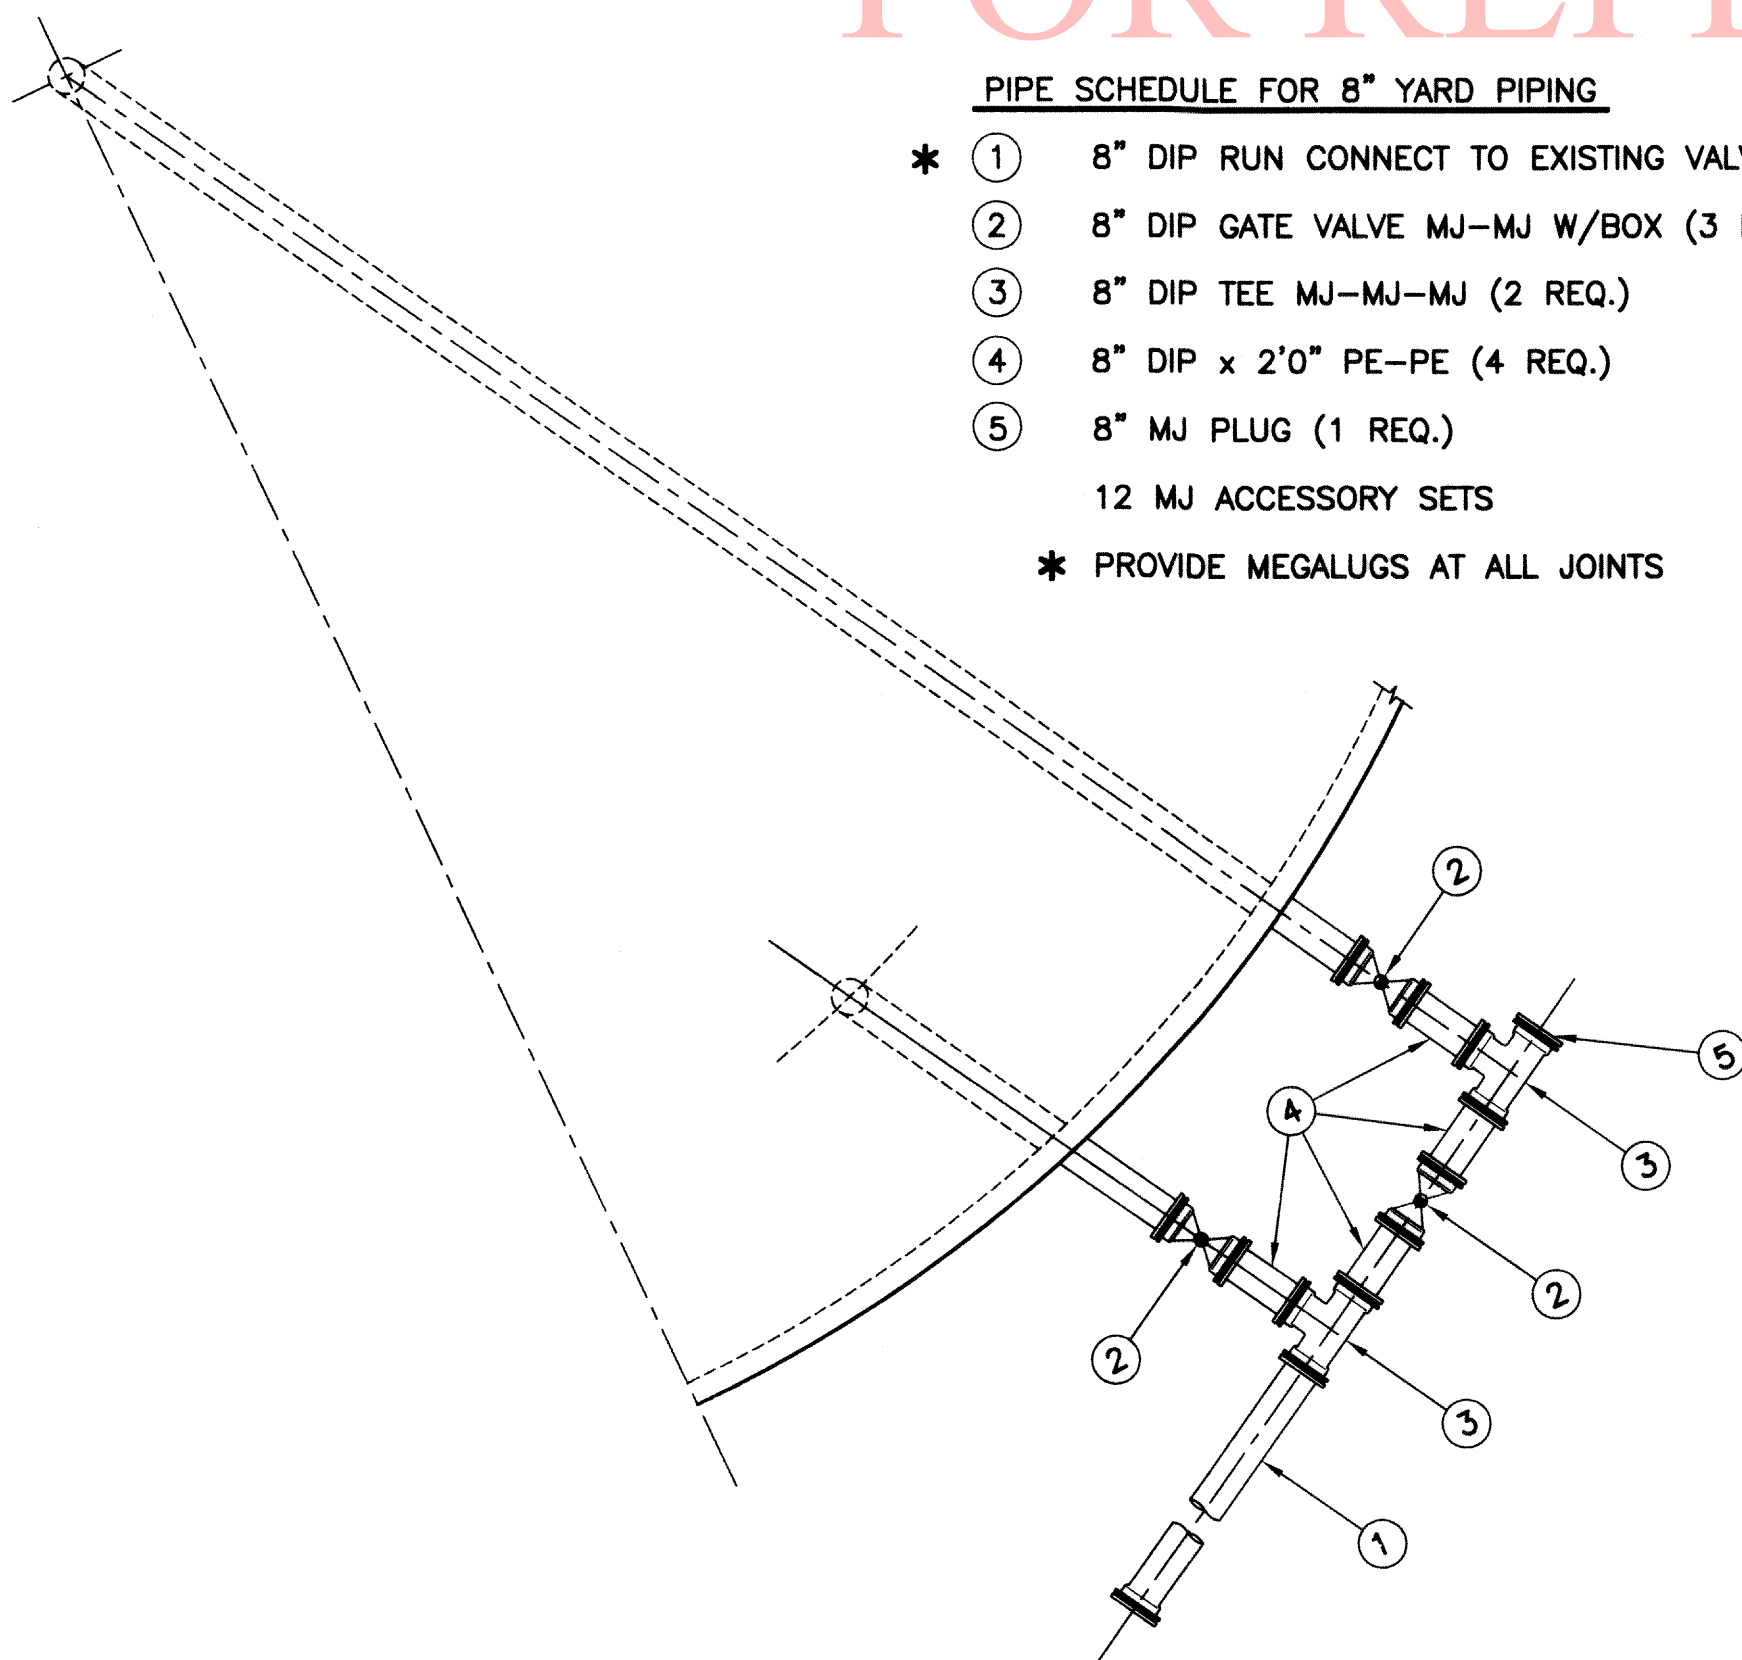 PIPE SCHEDULE FOR 8" YARD PIPING
* 1 8" DIP RUN CONNECT TO EXISTING
2 8" DIP GATE VALVE MJ-MJ W/BOX (3
3 8" DIP TEE MJ-MJ-MJ (2 REQ.)
4 8" DIP x 2'0" PE-PE (4 REQ.)
5 8" MJ PLUG (1 REQ.)
12 MJ ACCESSORY SETS
* PROVIDE MEGALUGS AT ALL JOINTS
2
5
4
3
2
2
3
1